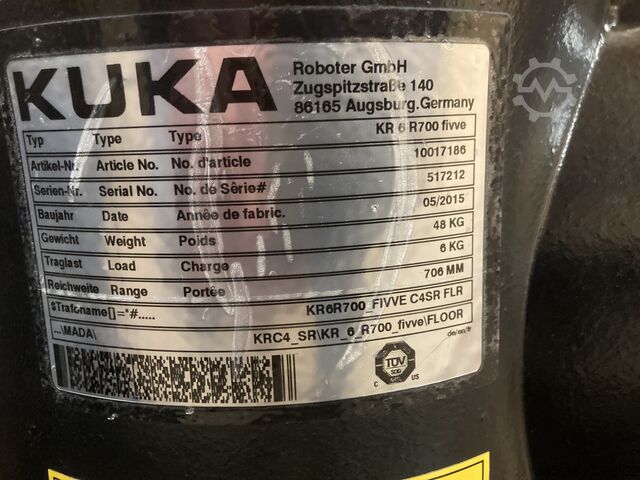 KUKA
Roboter GmbH
Zugspitzstraße 140
86165 Augsburg.Germany
Typ Type Type KR 6 R700 fivve
Artikel-Nr. Article No. No. d'article 10017186
Serien-Nr. Serial No. No. de Série# 517212
Baujahr Date Année de fabric. 05/2015
Gewicht Weight Poids 48 KG
Traglast Load Charge 6 KG
Reichweite Range Portée 706 MM
$Trafoname[]="#..... KR6R700_FIVVE C4SR FLR
...\MADA\ KRC4_SR\KR_6_R700_fivve\FLOOR
de/en/fr
TÜV
SÜD
NRTL
C US